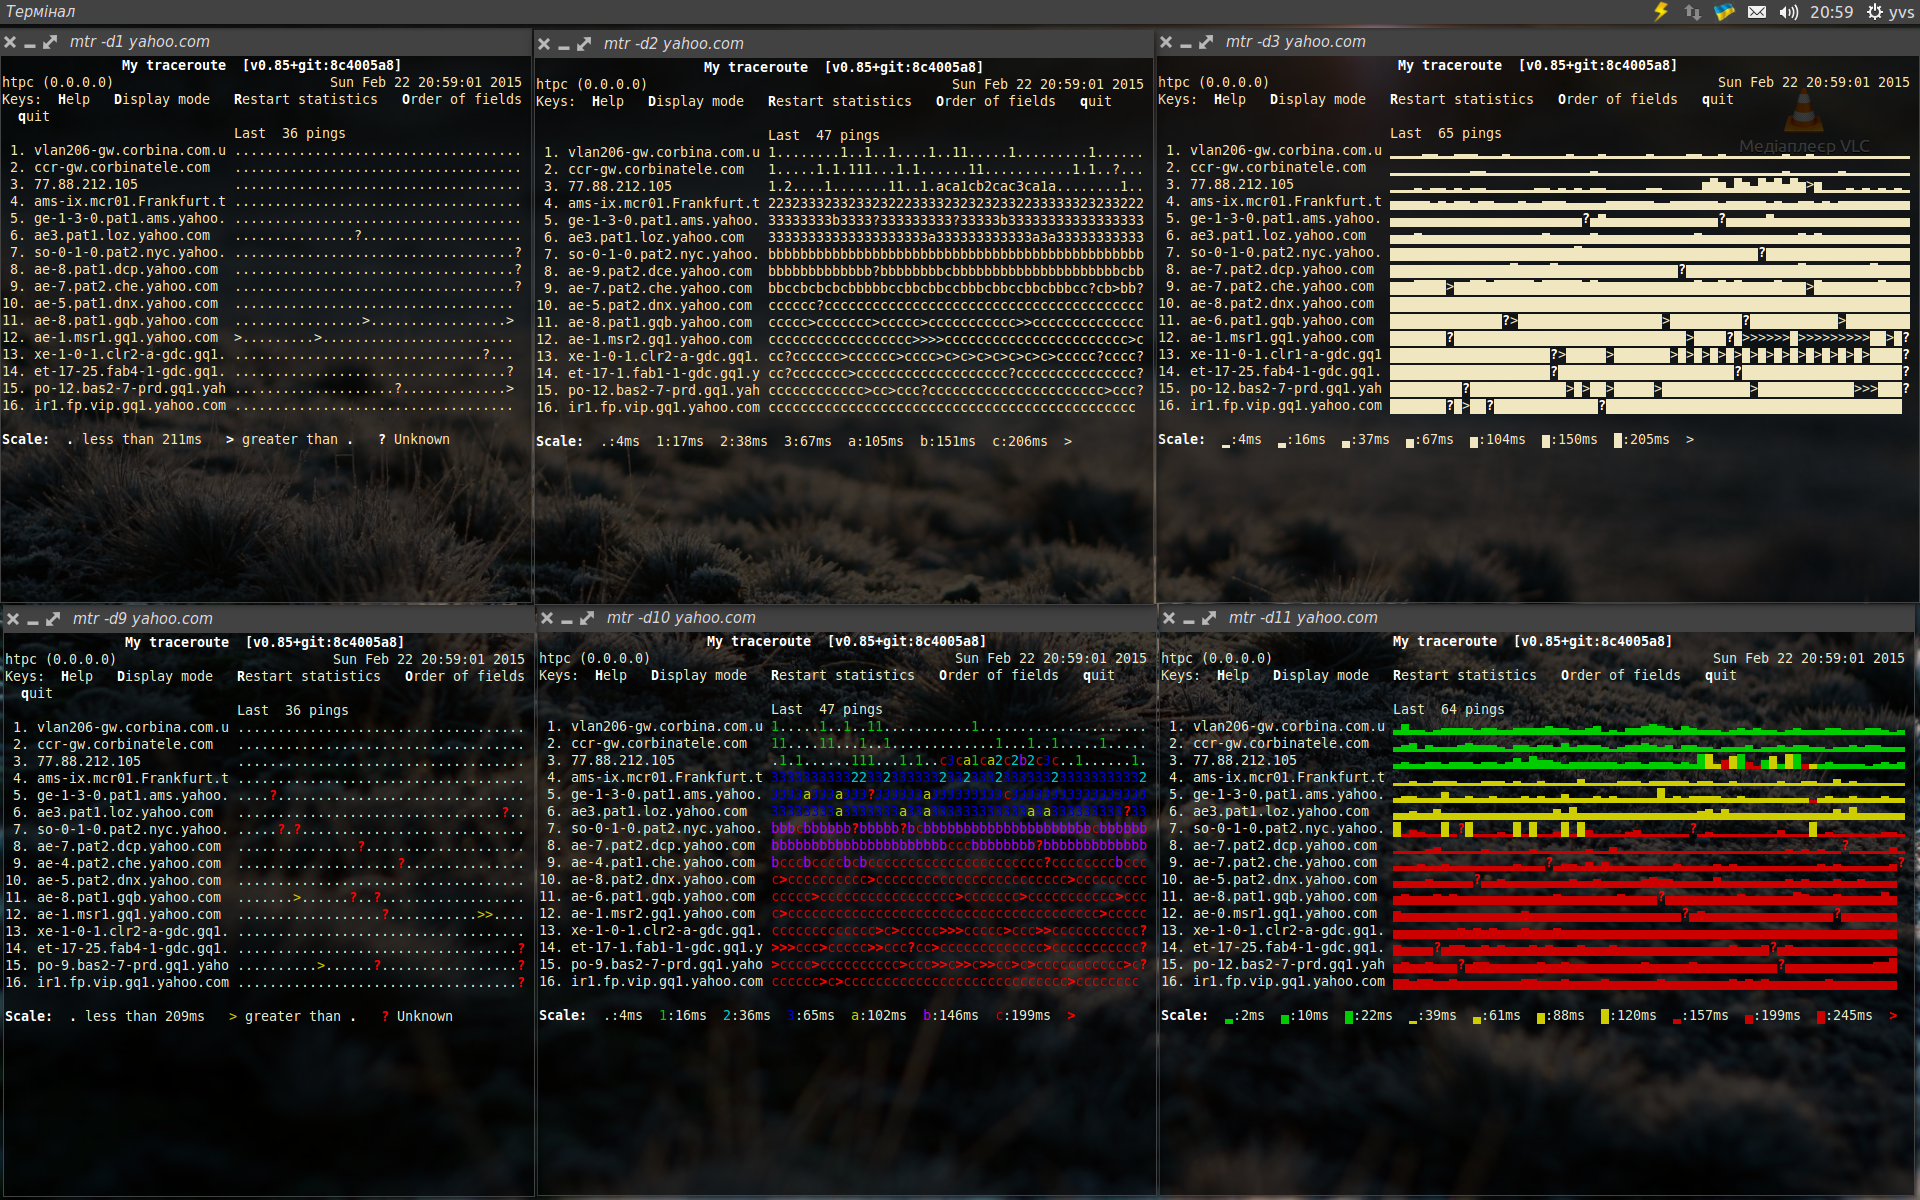 Термінал
20:59 yvs
mtr -d1 yahoo.com
My traceroute [v0.85+git:8c4005a8]
htpc (0.0.0.0) Sun Feb 22 20:59:01 2015
Keys: Help Display mode Restart statistics Order of fields
quit
Last 36 pings
1. vlan206-gw.corbina.com.u ....................................
2. ccr-gw.corbinatele.com ....................................
3. 77.88.212.105 ....................................
4. ams-ix.mcr01.Frankfurt.t ....................................
5. ge-1-3-0.pat1.ams.yahoo. ....................................
6. ae3.pat1.loz.yahoo.com ...............?....................
7. so-0-1-0.pat2.nyc.yahoo. ...................................?
8. ae-8.pat1.dcp.yahoo.com ...................................?
9. ae-7.pat2.che.yahoo.com ...................................?
10. ae-5.pat1.dnx.yahoo.com ....................................
11. ae-8.pat1.gqb.yahoo.com ................>.................>
12. ae-1.msr1.gq1.yahoo.com >.........>........................
13. xe-1-0-1.clr2-a-gdc.gq1. ...............................?...
14. et-17-25.fab4-1-gdc.gq1. ..................................?
15. po-12.bas2-7-prd.gq1.yah ....................?.............>
16. ir1.fp.vip.gq1.yahoo.com ...................................
Scale: . less than 211ms > greater than . ? Unknown
mtr -d2 yahoo.com
My traceroute [v0.85+git:8c4005a8]
htpc (0.0.0.0) Sun Feb 22 20:59:01 2015
Keys: Help Display mode Restart statistics Order of fields quit
Last 47 pings
1. vlan206-gw.corbina.com.u 1........1..1..1....1..11.....1.........1......
2. ccr-gw.corbinatele.com 1.....1.1.111...1.1......11...........1.1..?...
3. 77.88.212.105 1.2....1.......11..1.aca1cb2cac3ca1a........1..
4. ams-ix.mcr01.Frankfurt.t
5. ge-1-3-0.pat1.ams.yahoo. 33333333b3333?333333333?33333b33333333333333333
6. ae3.pat1.loz.yahoo.com 33333333333333333333a333333333333a3a33333333333
7. so-0-1-0.pat2.nyc.yahoo. bbbbbbbbbbbbbbbbbbbbbbbbbbbbbbbbbbbbbbbbbbbbbbb
8. ae-9.pat2.dce.yahoo.com bbbbbbbbbbbbb?bbbbbbbbcbbbbbbbbbbbbbbbbbbbbbcbb
9. ae-7.pat2.che.yahoo.com
10. ae-5.pat2.dnx.yahoo.com cccccc?cccccccccccccccccccccccccccccccccccccccc
11. ae-8.pat1.gqb.yahoo.com ccccc>ccccccc>ccccc>ccccccccccc>>cccccccccccccc
12. ae-1.msr2.gq1.yahoo.com cccccccccccccccccc>>>>ccccccccccccccccccccccc>c
13. xe-1-0-1.clr2-a-gdc.gq1. cc?ccccccc>cccccc>cccc>c>c>c>c>c>c>c>ccccc?cccc?
14. et-17-1.fab1-1-gdc.gq1.y cc?ccccccc>ccccccccccccccccccc?ccccccccccccccc?
15. po-12.bas2-7-prd.gq1.yah cccccccccccc>cc>ccc?cccccccccccccccccccccc>ccc?
16. ir1.fp.vip.gq1.yahoo.com cccccccccccccccccccccccccccccccccccccccccccccc
Scale: .:4ms 1:17ms 2:38ms 3:67ms a:105ms b:151ms c:206ms >
mtr -d3 yahoo.com
My traceroute [v0.85+git:8c4005a8]
htpc (0.0.0.0) Sun Feb 22 20:59:01 2015
Keys: Help Display mode Restart statistics Order of fields quit
Last 65 pings
Медіаплеєр VLC
1. vlan206-gw.corbina.com.u
2. ccr-gw.corbinatele.com
3. 77.88.212.105 >
4. ams-ix.mcr01.Frankfurt.t
5. ge-1-3-0.pat1.ams.yahoo. ? ?
6. ae3.pat1.loz.yahoo.com
7. so-0-1-0.pat2.nyc.yahoo. ?
8. ae-7.pat2.dcp.yahoo.com ?
9. ae-7.pat2.che.yahoo.com > >
10. ae-8.pat2.dnx.yahoo.com
11. ae-6.pat1.gqb.yahoo.com ?> > ? >
12. ae-1.msr1.gq1.yahoo.com ? > ? >>>>>> >>>>>>>>> > ?
13. xe-11-0-1.clr1-a-gdc.gq1 ?> > > > > > > > > > > > > > > > ?
14. et-17-25.fab4-1-gdc.gq1. ? ? ?
15. po-12.bas2-7-prd.gq1.yah ? > > > > > >>> ?
16. ir1.fp.vip.gq1.yahoo.com ? > ? ?
Scale: :4ms :16ms :37ms :67ms :104ms :150ms :205ms >
mtr -d9 yahoo.com
My traceroute [v0.85+git:8c4005a8]
htpc (0.0.0.0) Sun Feb 22 20:59:01 2015
Keys: Help Display mode Restart statistics Order of fields
quit
Last 36 pings
1. vlan206-gw.corbina.com.u ....................................
2. ccr-gw.corbinatele.com ....................................
3. 77.88.212.105 ....................................
4. ams-ix.mcr01.Frankfurt.t ....................................
5. ge-1-3-0.pat1.ams.yahoo. ....?...............................
6. ae3.pat1.loz.yahoo.com .................................?..
7. so-0-1-0.pat2.nyc.yahoo. .....?.?............................
8. ae-7.pat2.dcp.yahoo.com ...............?....................
9. ae-4.pat2.che.yahoo.com ....................?...............
10. ae-5.pat2.dnx.yahoo.com ....................................
11. ae-8.pat1.gqb.yahoo.com .......>......?..?..................
12. ae-1.msr1.gq1.yahoo.com ..................?...........>>....
13. xe-1-0-1.clr2-a-gdc.gq1. ....................................
14. et-17-25.fab4-1-gdc.gq1. ...................................?
15. po-9.bas2-7-prd.gq1.yaho ..........>......?.................?
16. ir1.fp.vip.gq1.yahoo.com ...................................?
Scale: . less than 209ms > greater than . ? Unknown
mtr -d10 yahoo.com
My traceroute [v0.85+git:8c4005a8]
htpc (0.0.0.0) Sun Feb 22 20:59:01 2015
Keys: Help Display mode Restart statistics Order of fields quit
Last 47 pings
1. vlan206-gw.corbina.com.u 1.....1..1..11...........1.....................
2. ccr-gw.corbinatele.com 11....11...1..1.............1...1..1.....1.....
3. 77.88.212.105 .1.1......111...1.1..c3ca1ca2c2b2c3c..1......1.
4. ams-ix.mcr01.Frankfurt.t
5. ge-1-3-0.pat1.ams.yahoo. 3333a333a333?333333a333333333c33333333333333333
6. ae3.pat1.loz.yahoo.com 33333333a3333333a33a333333333333a3a333333333?33
7. so-0-1-0.pat2.nyc.yahoo.
8. ae-7.pat2.dcp.yahoo.com
9. ae-4.pat1.che.yahoo.com
10. ae-8.pat2.dnx.yahoo.com c>cccccccccc>cccccccccccccccccccccccc>ccccccccc
11. ae-6.pat1.gqb.yahoo.com
12. ae-1.msr2.gq1.yahoo.com
13. xe-1-0-1.clr2-a-gdc.gq1.
14. et-17-1.fab1-1-gdc.gq1.y
15. po-9.bas2-7-prd.gq1.yaho
16. ir1.fp.vip.gq1.yahoo.com
Scale: .:4ms 1:16ms 2:36ms 3:65ms a:102ms b:146ms c:199ms >
mtr -d11 yahoo.com
My traceroute [v0.85+git:8c4005a8]
htpc (0.0.0.0) Sun Feb 22 20:59:01 2015
Keys: Help Display mode Restart statistics Order of fields quit
Last 64 pings
1. vlan206-gw.corbina.com.u
2. ccr-gw.corbinatele.com
3. 77.88.212.105
4. ams-ix.mcr01.Frankfurt.t
5. ge-1-3-0.pat1.ams.yahoo.
6. ae3.pat1.loz.yahoo.com
7. so-0-1-0.pat2.nyc.yahoo. ? ?
8. ae-7.pat2.dcp.yahoo.com ?
9. ae-7.pat2.che.yahoo.com ? ?
10. ae-5.pat2.dnx.yahoo.com ?
11. ae-8.pat1.gqb.yahoo.com ?
12. ae-0.msr1.gq1.yahoo.com ? ?
13. xe-1-0-1.clr2-a-gdc.gq1.
14. et-17-25.fab4-1-gdc.gq1. ? ?
15. po-12.bas2-7-prd.gq1.yah ? ?
16. ir1.fp.vip.gq1.yahoo.com
Scale: :2ms :10ms :22ms :39ms :61ms :88ms :120ms :157ms :199ms :245ms >